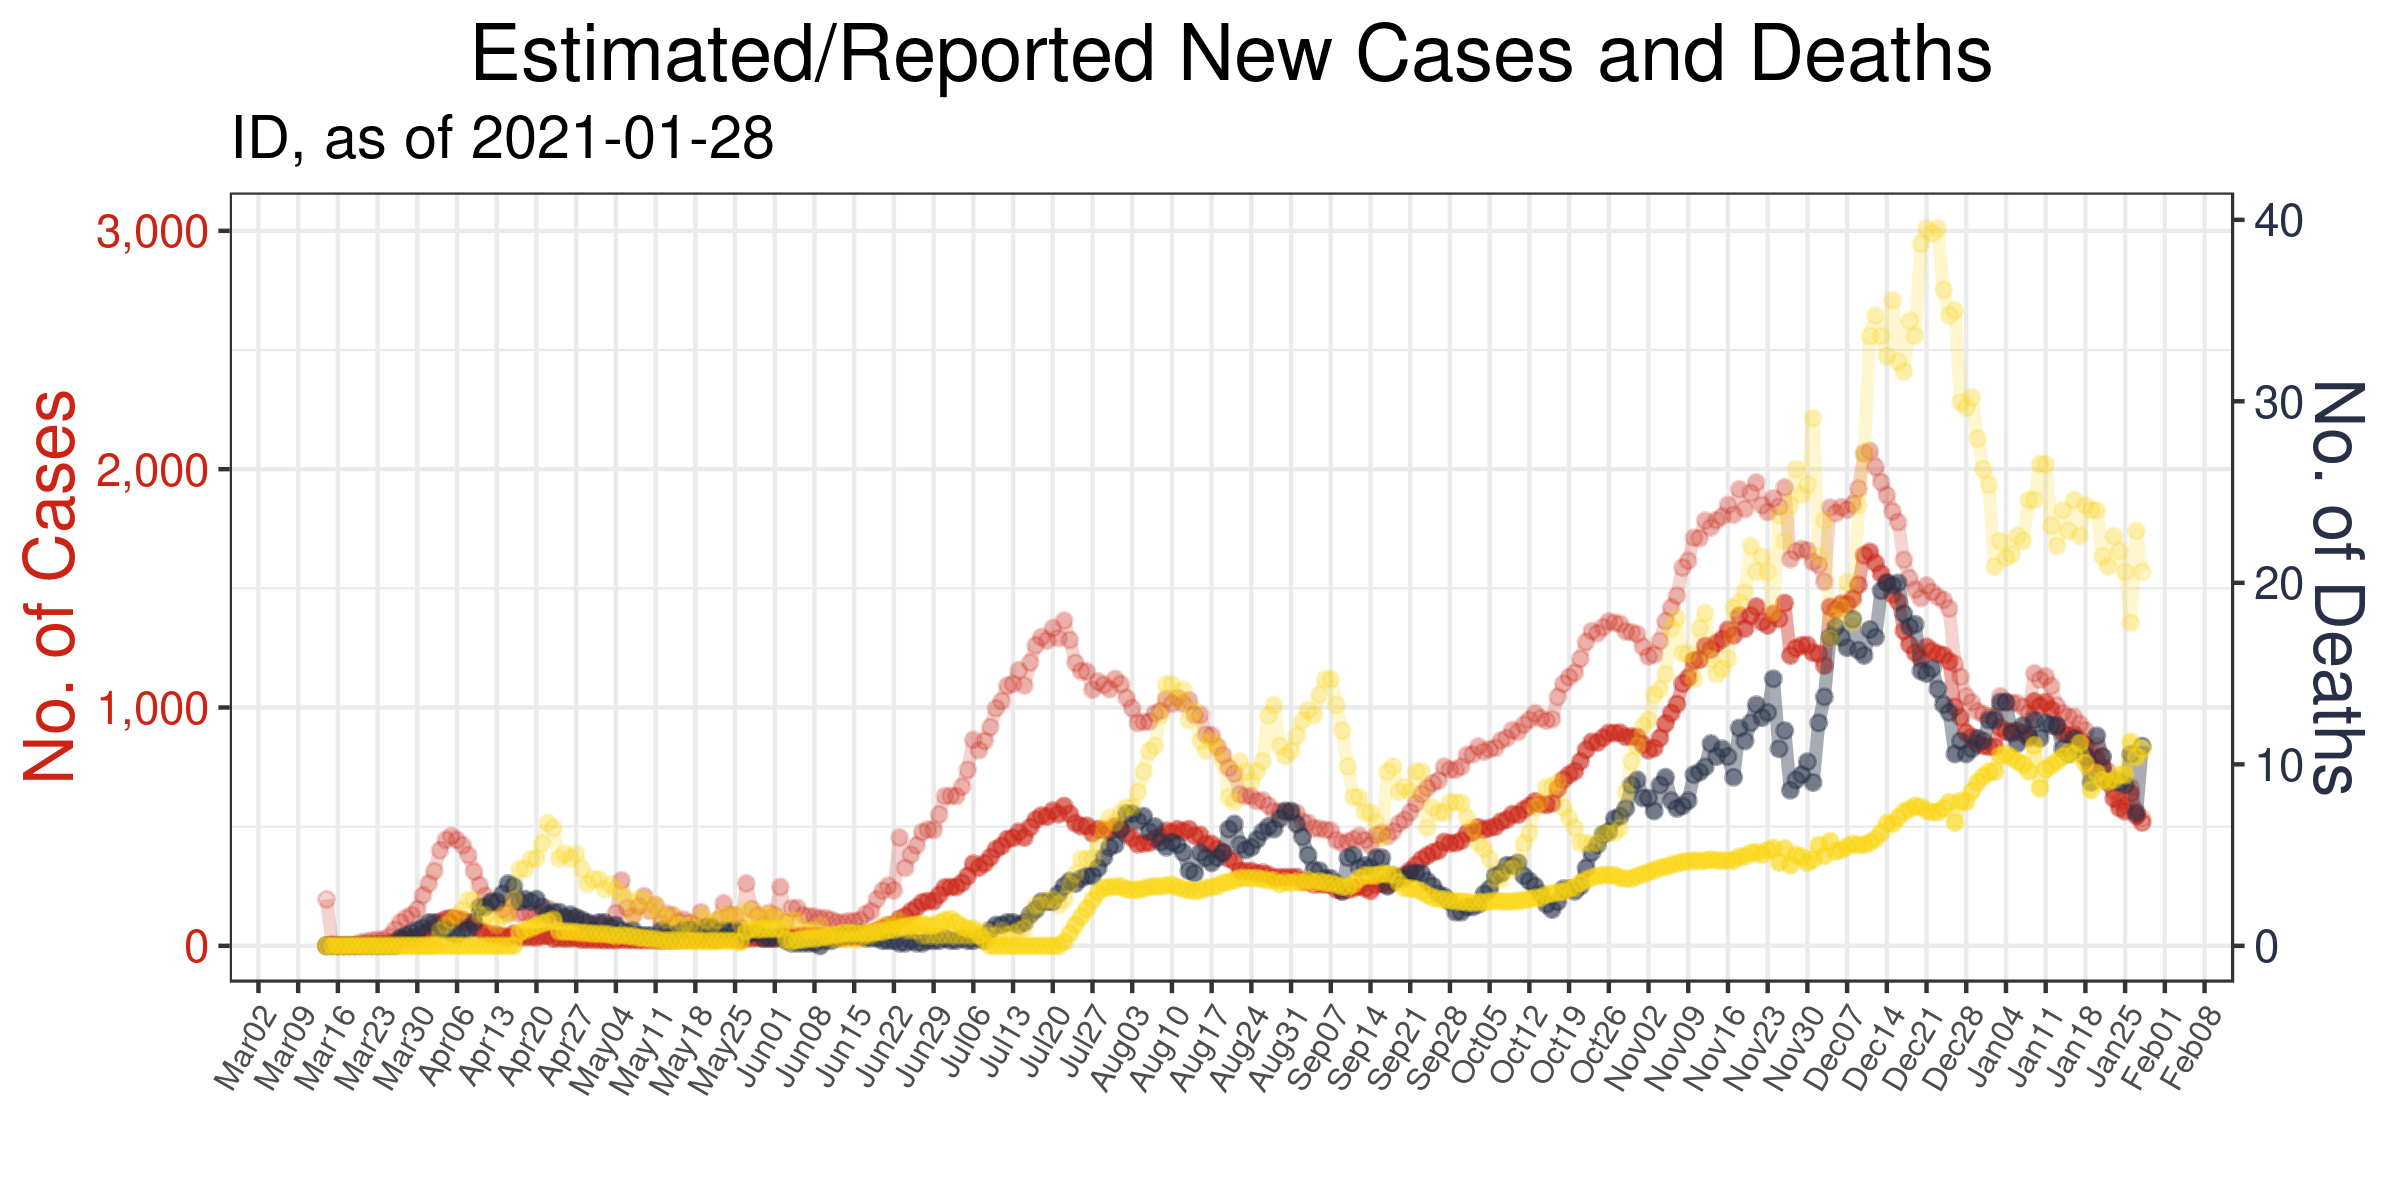 Estimated/Reported New Cases and Deaths
ID, as of 2021-01-28
3,000
2,000
1,000
0
No. of Cases
40
30
20
10
0
No. of Deaths
Mar02
Mar09
Mar16
Mar23
Mar30
Apr06
Apr13
Apr20
Apr27
May04
May11
May18
May25
Jun01
Jun08
Jun15
Jun22
Jun29
Jul06
Jul13
Jul20
Jul27
Aug03
Aug10
Aug17
Aug24
Aug31
Sep07
Sep14
Sep21
Sep28
Oct05
Oct12
Oct19
Oct26
Nov02
Nov09
Nov16
Nov23
Nov30
Dec07
Dec14
Dec21
Dec28
Jan04
Jan11
Jan18
Jan25
Feb01
Feb08